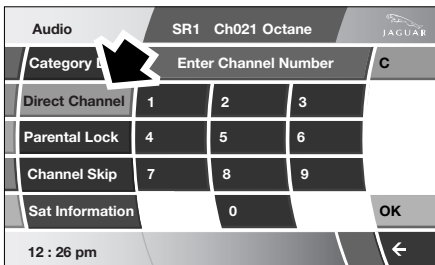 Audio SR1 Ch021 Octane JAGUAR
Category Enter Channel Number C
Direct Channel 1 2 3
Parental Lock 4 5 6
Channel Skip 7 8 9
Sat Information 0 OK
12 : 26 pm